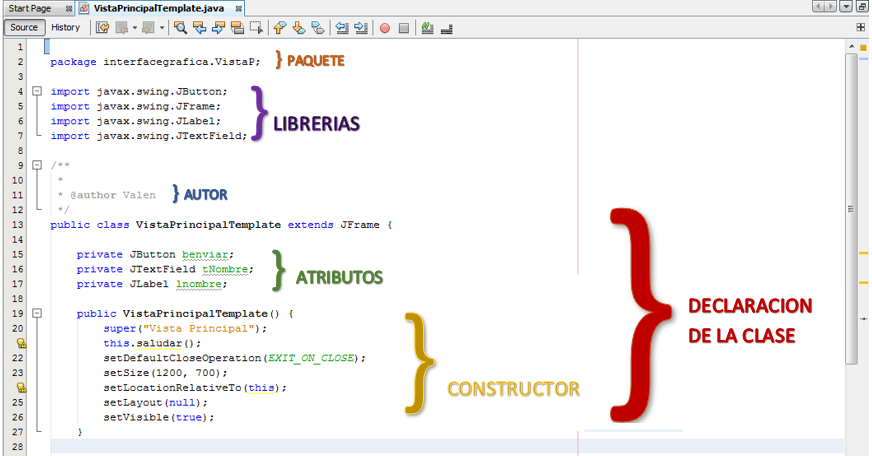 Start Page
VistaPrincipalTemplate.java
Source History
1
2 package interfacegrafica.VistaP; PAQUETE
3
4 import javax.swing.JButton;
5 import javax.swing.JFrame;
6 import javax.swing.JLabel;
LIBRERIAS
7 import javax.swing.JTextField;
8
9 /**
10 *
11 * @author Valen AUTOR
12 */
13 public class VistaPrincipalTemplate extends JFrame {
14
15 private JButton benviar;
16 private JTextField tNombre;
ATRIBUTOS
17 private JLabel lnombre;
18
DECLARACION
19 public VistaPrincipalTemplate() {
20 super("Vista Principal");
DE LA CLASE
this.saludar();
22 setDefaultCloseOperation(EXIT_ON_CLOSE);
23 setSize(1200, 700);
setLocationRelativeTo(this);
CONSTRUCTOR
25 setLayout(null);
26 setVisible(true);
27 }
28